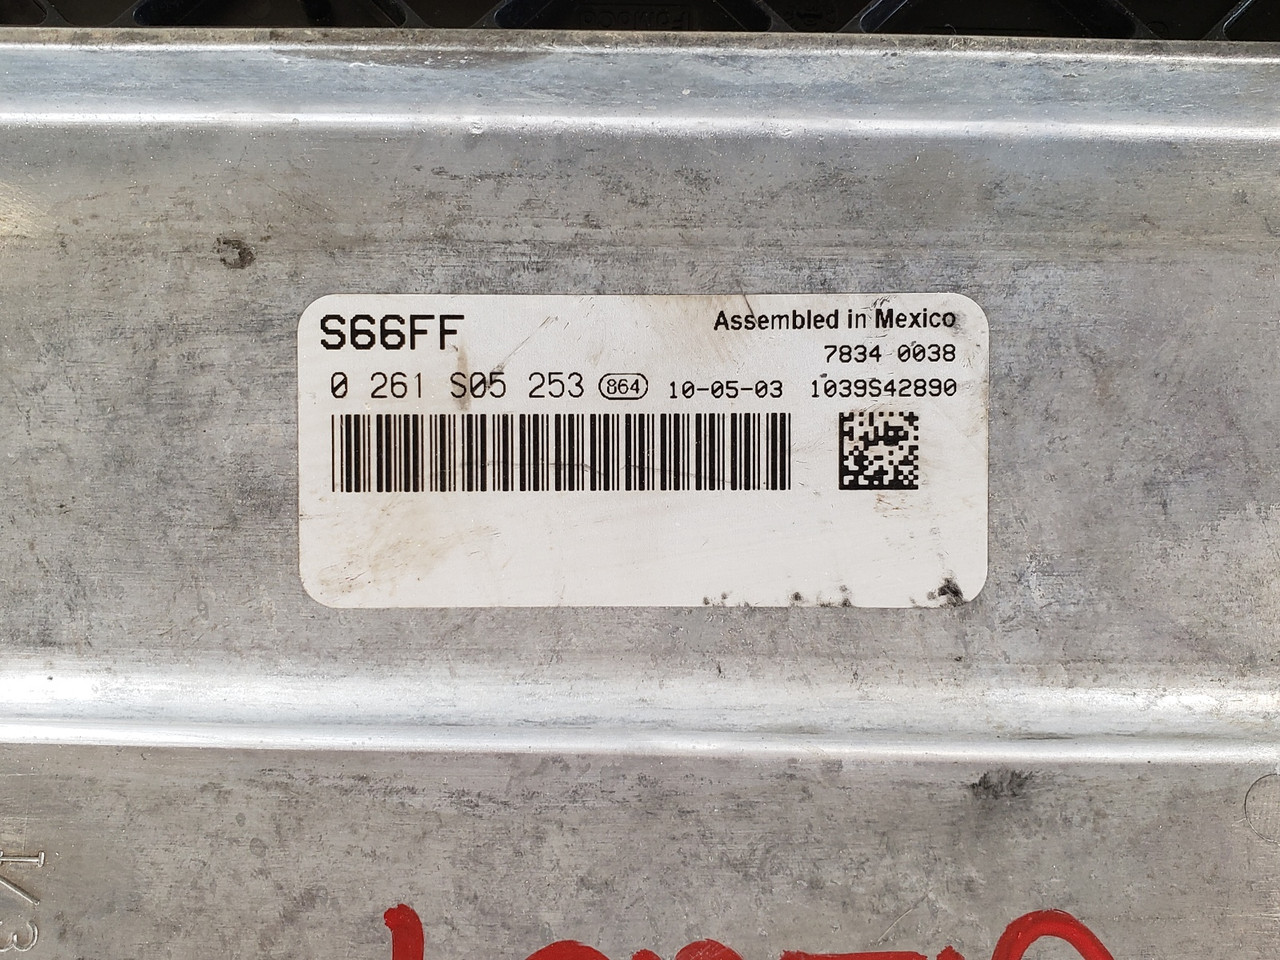 S66FF
Assembled in Mexico
7834 0038
0 261 S05 253 864 10-05-03 1039S42890